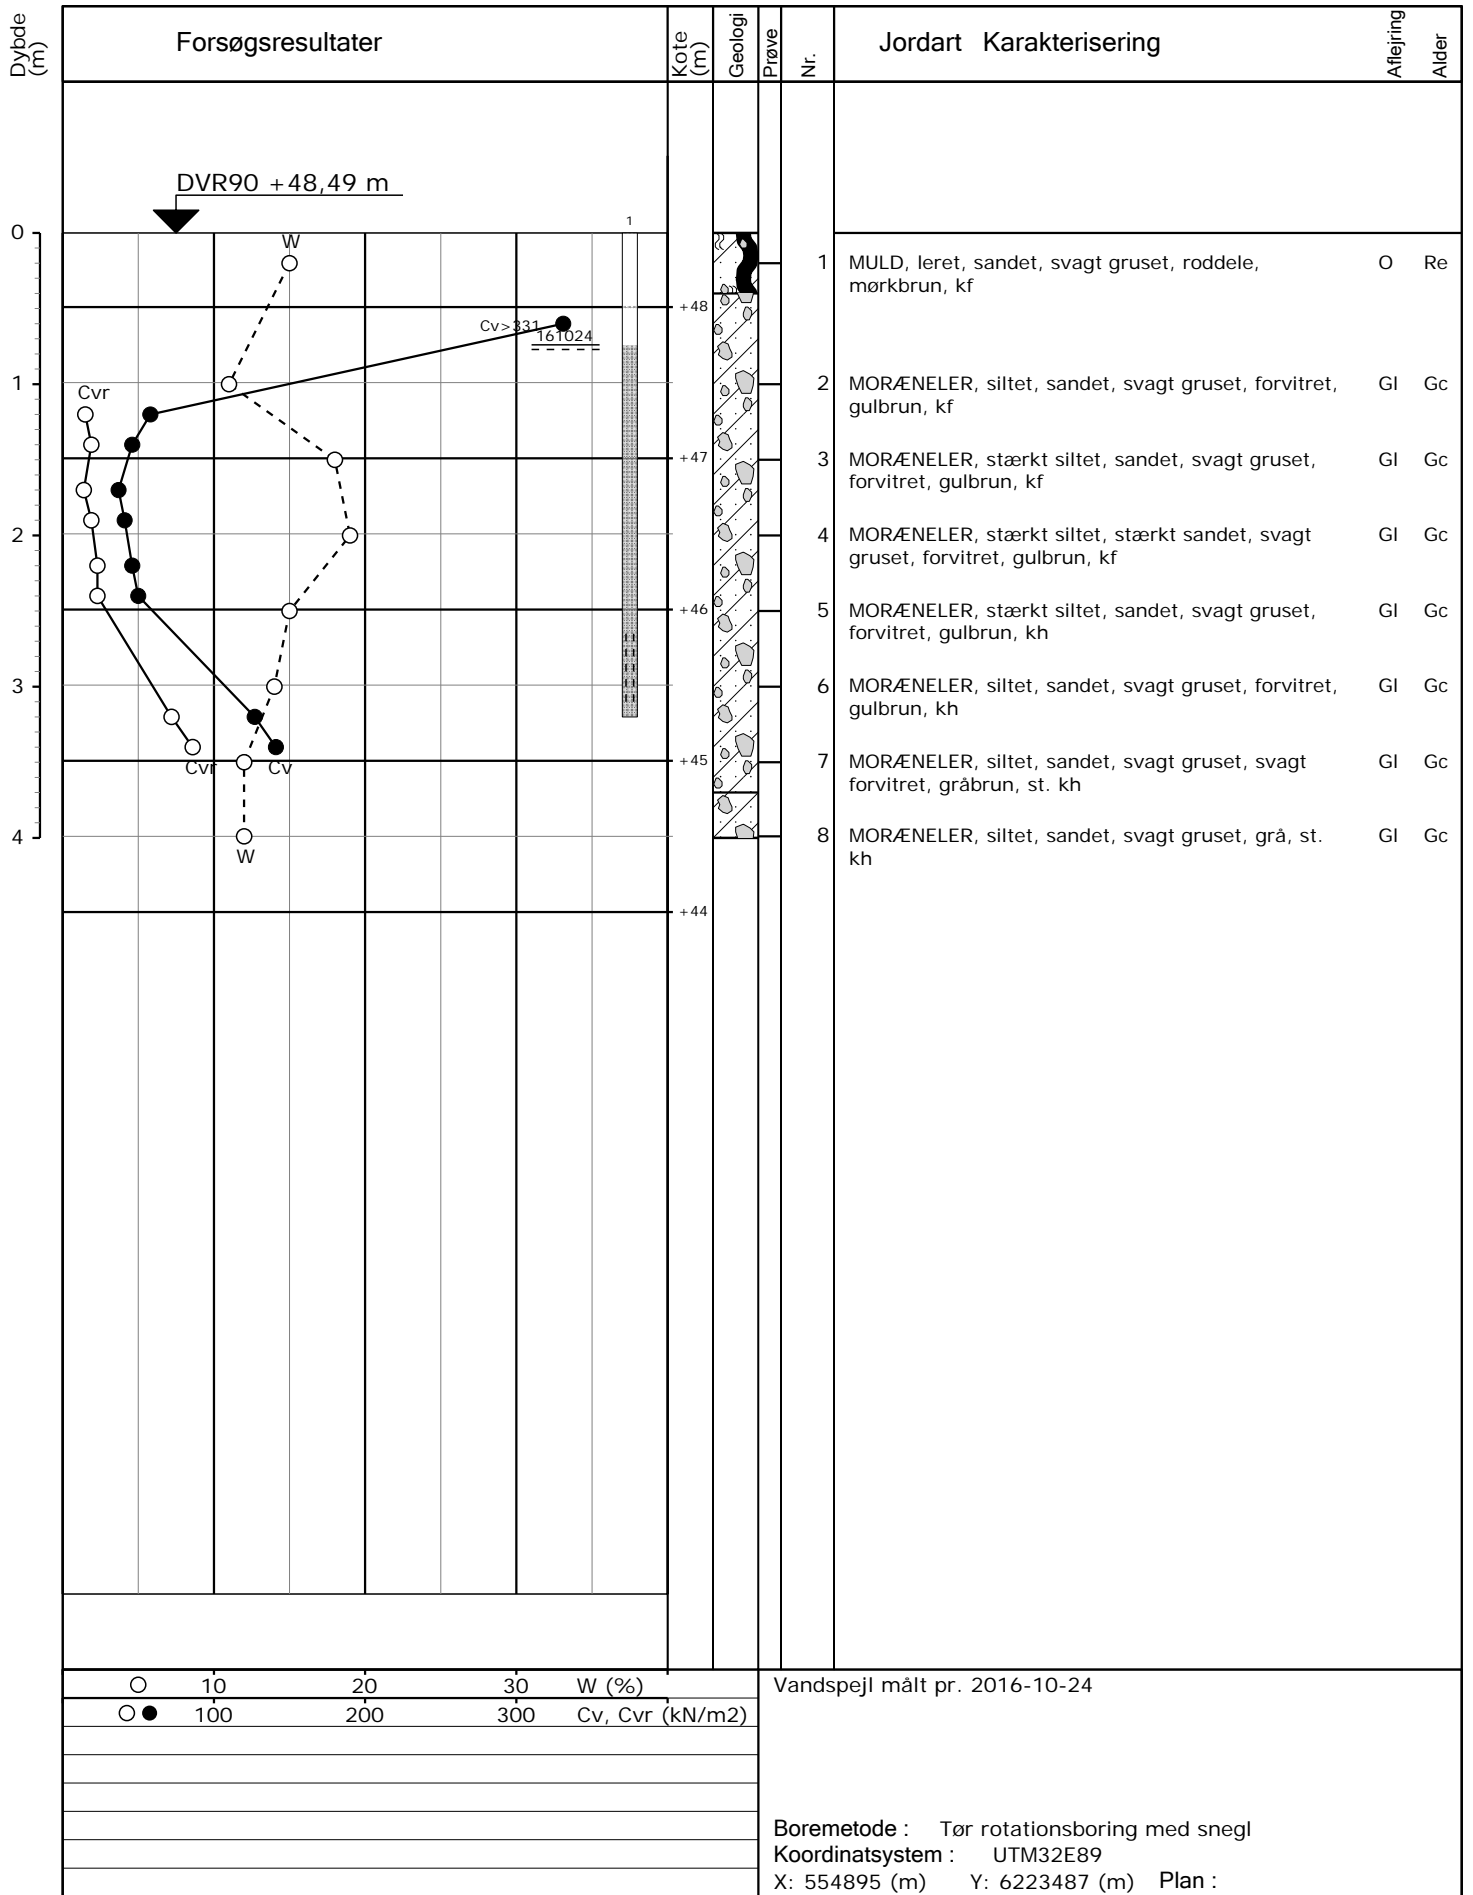 Dybde (m)
Forsøgsresultater
Kote (m)
Geologi
Prøve
Nr.
Jordart Karakterisering
Aflejring
Alder
DVR90 +48,49 m
1
0
W
1 MULD, leret, sandet, svagt gruset, roddele, O Re
mørkbrun, kf
+48
Cv>331
161024
1
2 MORÆNELER, siltet, sandet, svagt gruset, forvitret, Gl Gc
gulbrun, kf
Cvr
+47
3 MORÆNELER, stærkt siltet, sandet, svagt gruset, Gl Gc
forvitret, gulbrun, kf
2
4 MORÆNELER, stærkt siltet, stærkt sandet, svagt Gl Gc
gruset, forvitret, gulbrun, kf
+46
5 MORÆNELER, stærkt siltet, sandet, svagt gruset, Gl Gc
forvitret, gulbrun, kh
3
6 MORÆNELER, siltet, sandet, svagt gruset, forvitret, Gl Gc
gulbrun, kh
Cvr Cv
+45
7 MORÆNELER, siltet, sandet, svagt gruset, svagt Gl Gc
forvitret, gråbrun, st. kh
4
8 MORÆNELER, siltet, sandet, svagt gruset, grå, st. Gl Gc
kh
W
+44
10 20 30 W (%)
100 200 300 Cv, Cvr (kN/m2)
Vandspejl målt pr. 2016-10-24
Boremetode : Tør rotationsboring med snegl
Koordinatsystem : UTM32E89
X: 554895 (m) Y: 6223487 (m) Plan :